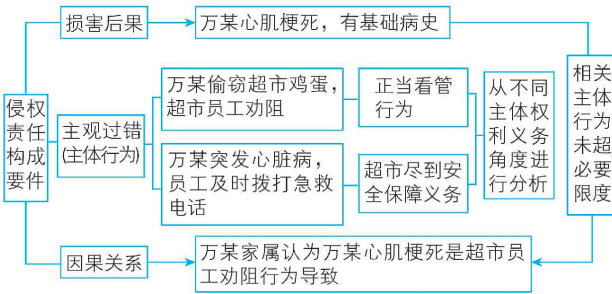 损害后果
万某心肌梗死，有基础病史
侵权
责任
构成
要件
主观过错
(主体行为)
万某偷窃超市鸡蛋，
超市员工劝阻
正当看管
行为
万某突发心脏病，
员工及时拨打急救
电话
超市尽到安
全保障义务
从不同
主体权
利义务
角度进
行分析
相关
主体
行为
未超
必要
限度
因果关系
万某家属认为万某心肌梗死是超市员
工劝阻行为导致